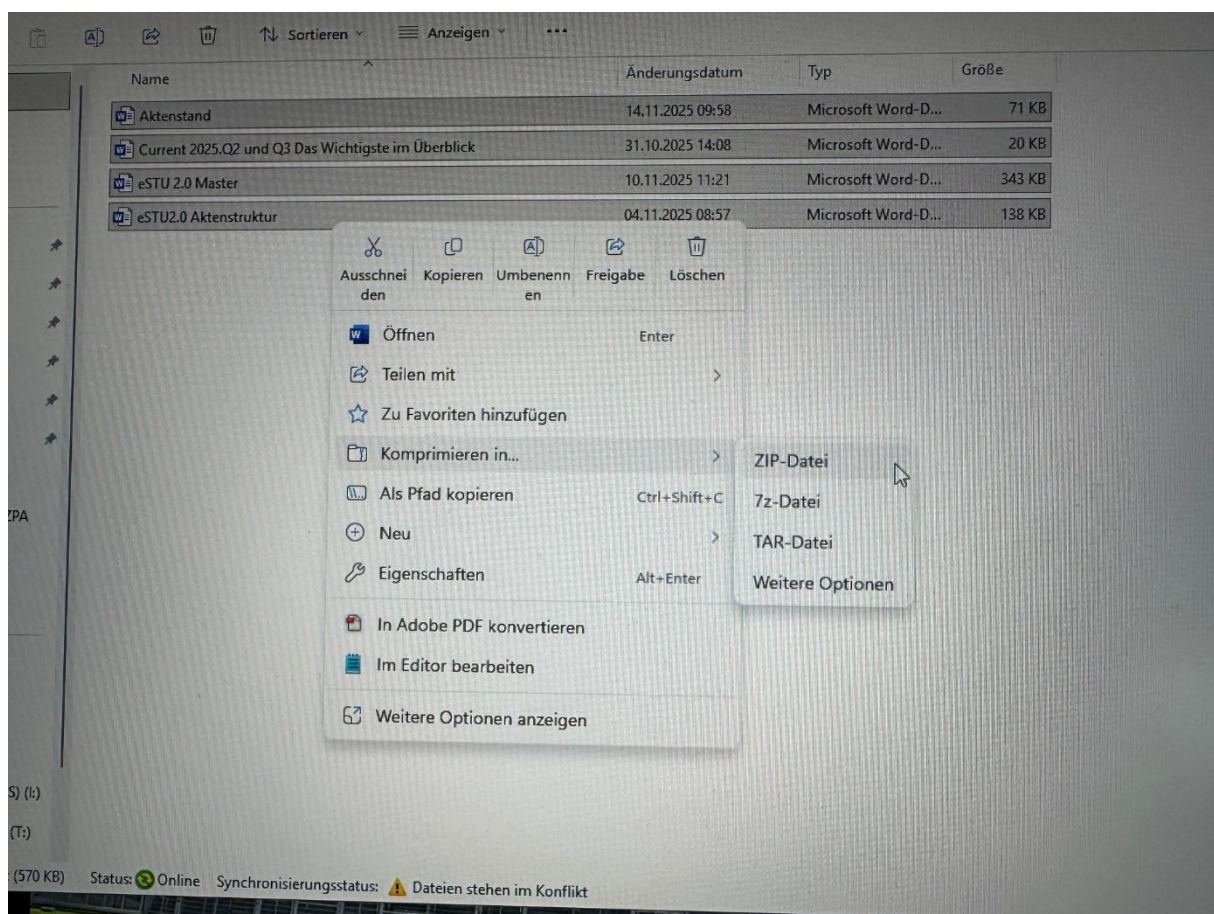 Sortieren Anzeigen ...
Name Änderungsdatum Typ Größe
Aktenstand 14.11.2025 09:58 Microsoft Word-D... 71 KB
Current 2025.Q2 und Q3 Das Wichtigste im Überblick 31.10.2025 14:08 Microsoft Word-D... 20 KB
eSTU 2.0 Master 10.11.2025 11:21 Microsoft Word-D... 343 KB
eSTU2.0 Aktenstruktur 04.11.2025 08:57 Microsoft Word-D... 138 KB
Ausschnei Kopieren Umbenenn Freigabe Löschen
den en
Öffnen Enter
Teilen mit
Zu Favoriten hinzufügen
Komprimieren in...
ZIP-Datei
Als Pfad kopieren Ctrl+Shift+C
7z-Datei
ZPA
Neu
TAR-Datei
Eigenschaften Alt+Enter
Weitere Optionen
In Adobe PDF konvertieren
Im Editor bearbeiten
Weitere Optionen anzeigen
S) (I:)
(T:)
(570 KB) Status: Online Synchronisierungsstatus: Dateien stehen im Konflikt